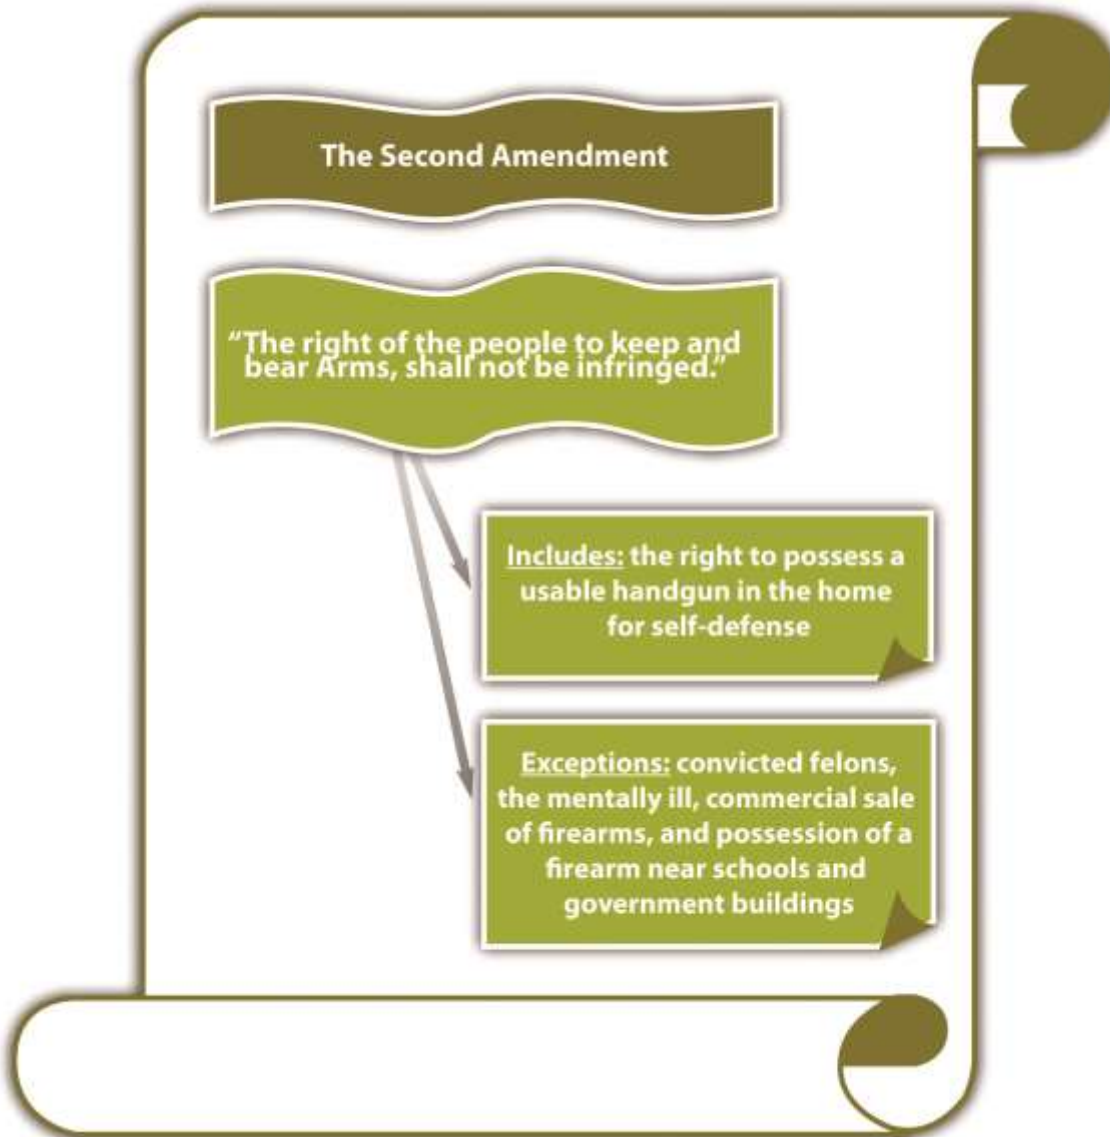 The Second Amendment
“The right of the people to keep and
bear Arms, shall not be infringed.”
Includes: the right to possess a
usable handgun in the home
for self-defense
Exceptions: convicted felons,
the mentally ill, commercial sale
of firearms, and possession of a
firearm near schools and
government buildings